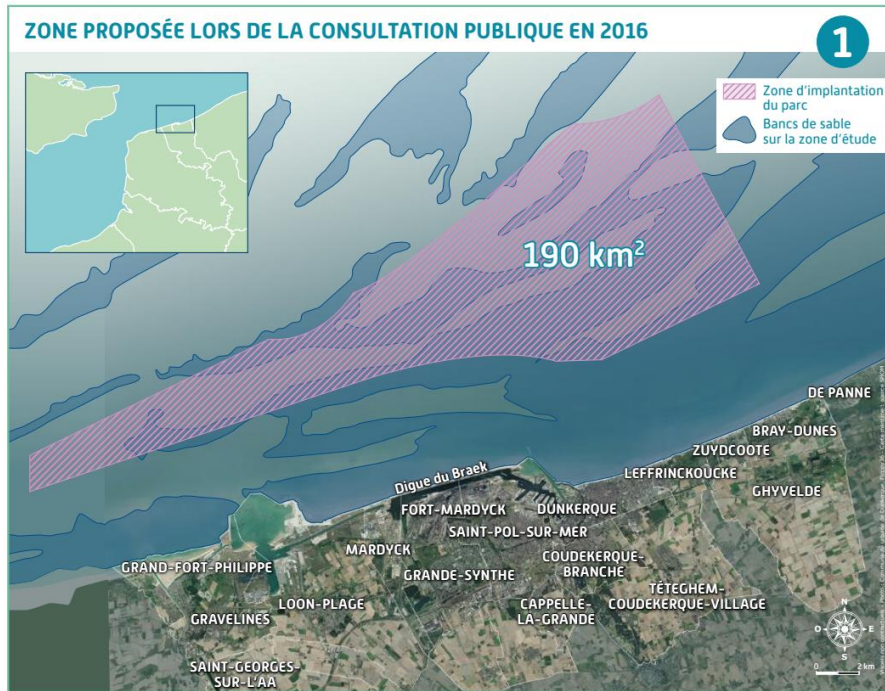 ZONE PROPOSÉE LORS DE LA CONSULTATION PUBLIQUE EN 2016
1
Zone d'implantation
du parc
Bancs de sable
sur la zone d'étude
190 km²
DE PANNE
BRAY-DUNES
ZUYDCOOTE
LEFFRINCKOUCKE
GHYVELDE
Digue du Braek
FORT-MARDYCK
DUNKERQUE
SAINT-POL-SUR-MER
MARDYCK
COUDEKERQUE-
BRANCHE
GRAND-FORT-PHILIPPE
GRANDE-SYNTHE
TÉTEGHEM-
COUDEKERQUE-VILLAGE
LOON-PLAGE
CAPPELLE-
LA-GRANDE
GRAVELINES
SAINT-GEORGES-
SUR-L'AA
N
O
E
S
0
2 km